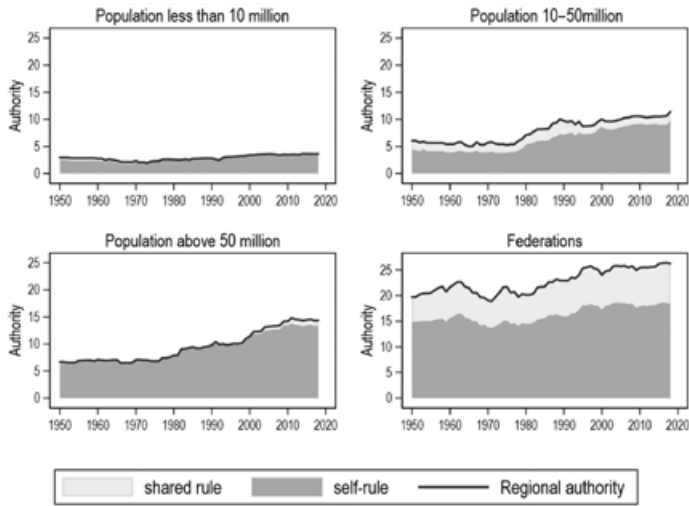 Population less than 10 million
Authority
25
20
15
10
5
0
1950 1960 1970 1980 1990 2000 2010 2020
Population 10–50million
Authority
25
20
15
10
5
0
1950 1960 1970 1980 1990 2000 2010 2020
Population above 50 million
Authority
25
20
15
10
5
0
1950 1960 1970 1980 1990 2000 2010 2020
Federations
Authority
25
20
15
10
5
0
1950 1960 1970 1980 1990 2000 2010 2020
shared rule self-rule Regional authority